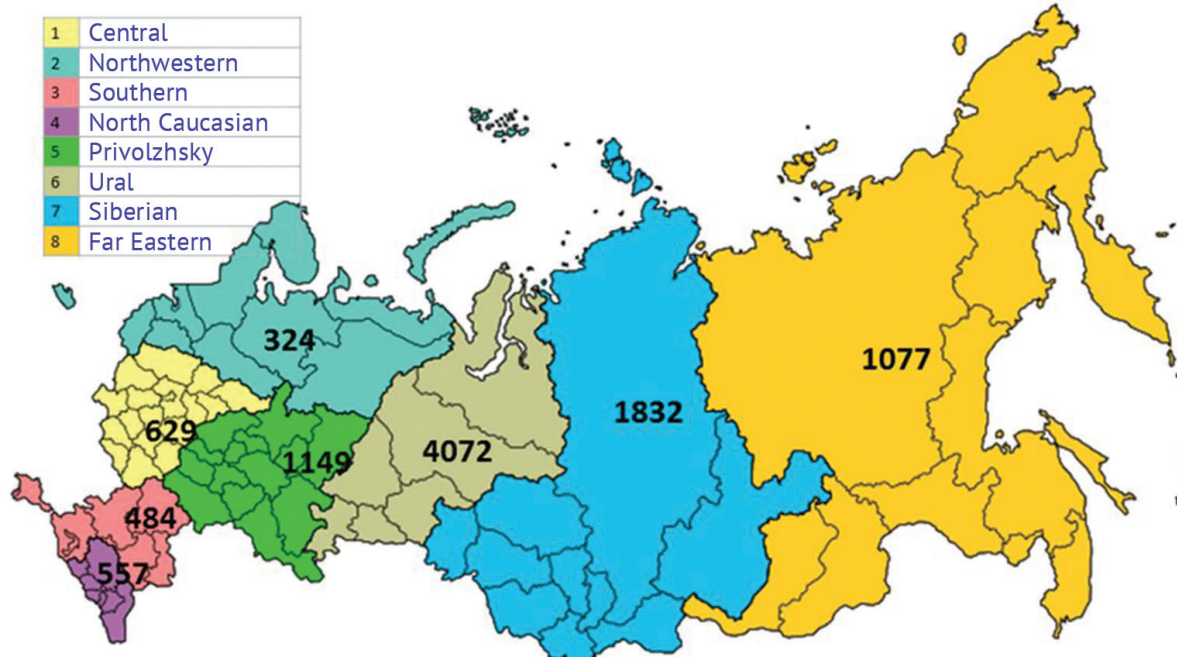 1 Central
2 Northwestern
3 Southern
4 North Caucasian
5 Privolzhsky
6 Ural
7 Siberian
8 Far Eastern
324
1077
1832
629
4072
1149
484
557